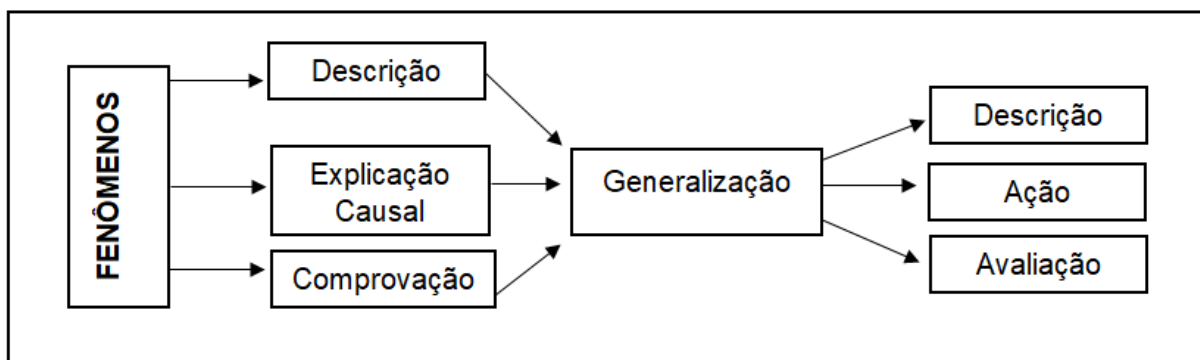 FENÔMENOS
Descrição
Explicação
Causal
Comprovação
Generalização
Descrição
Ação
Avaliação